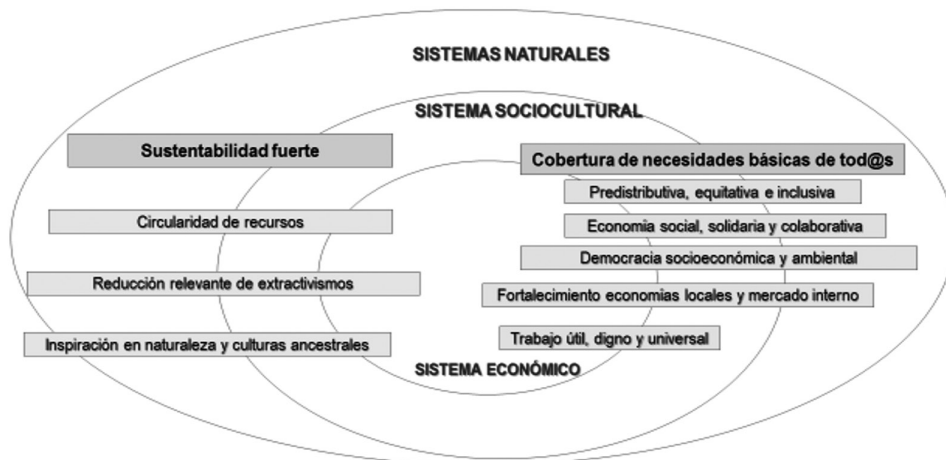 SISTEMAS NATURALES
SISTEMA SOCIOCULTURAL
Sustentabilidad fuerte
Circularidad de recursos
Reducción relevante de extractivismos
Inspiración en naturaleza y culturas ancestrales
Cobertura de necesidades básicas de tod@s
Predistributiva, equitativa e inclusiva
Economía social, solidaria y colaborativa
Democracia socioeconómica y ambiental
Fortalecimiento economías locales y mercado interno
Trabajo útil, digno y universal
SISTEMA ECONÓMICO